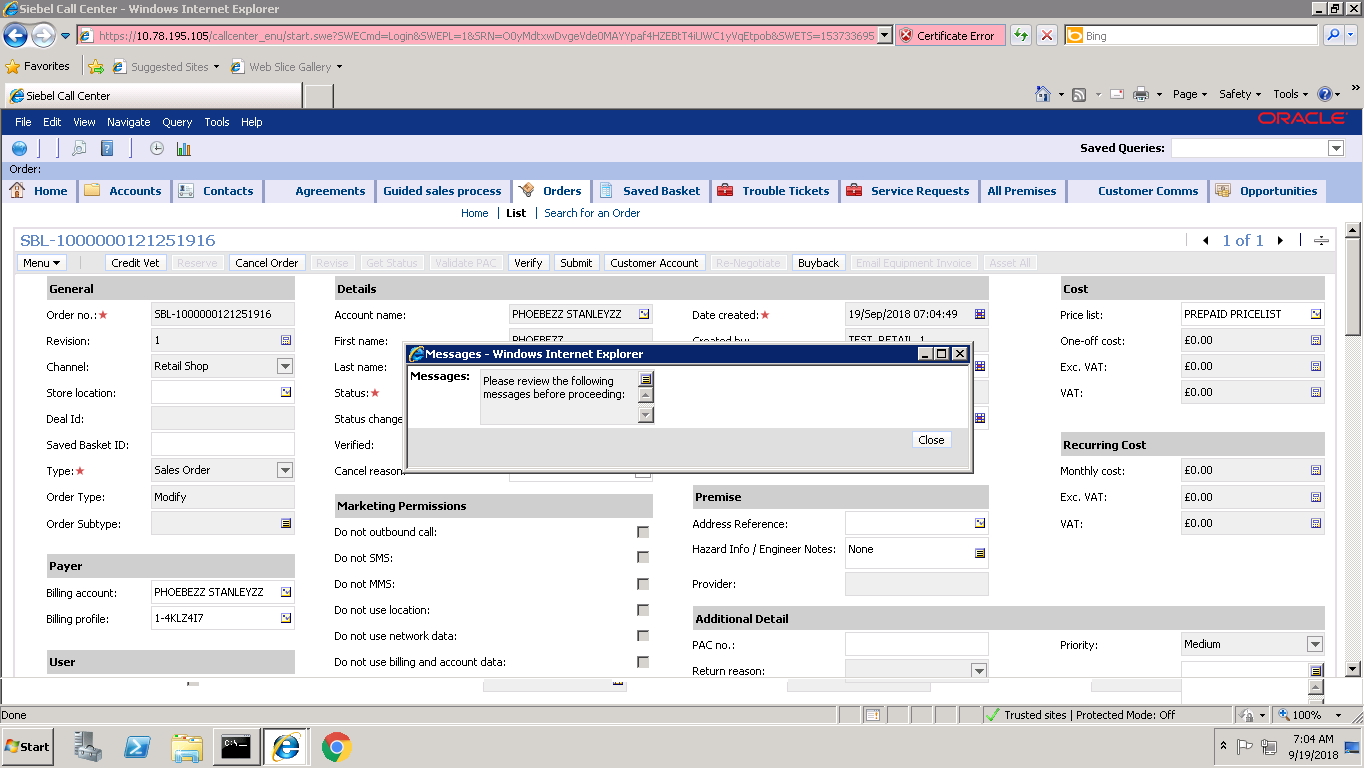 Siebel Call Center - Windows Internet Explorer
https://10.78.195.105/callcenter_enu/start.swe?SWECmd=Login&SWEPL=1&SRN=O0yMdtxwDvgeVde0MAYYpaf4HZEBtT4iUWC1yVqEtpob&SWETS=153733695 Certificate Error Bing
Favorites Suggested Sites Web Slice Gallery
Siebel Call Center Page Safety Tools
File Edit View Navigate Query Tools Help ORACLE
Saved Queries:
Order:
Home Accounts Contacts Agreements Guided sales process Orders Saved Basket Trouble Tickets Service Requests All Premises Customer Comms Opportunities
Home List Search for an Order
SBL-1000000121251916 1 of 1
Menu Credit Vet Reserve Cancel Order Revise Get Status Validate PAC Verify Submit Customer Account Re-Negotiate Buyback Email Equipment Invoice Asset All
General Details Cost
Order no.: SBL-1000000121251916 Account name: PHOEBEZZ STANLEYZZ Date created: 19/Sep/2018 07:04:49 Price list: PREPAID PRICELIST
Revision: 1 First name: PHOEBEZZ Created by: TEST_RETAIL_1 One-off cost: £0.00
Messages - Windows Internet Explorer
Channel: Retail Shop Last name: Exc. VAT: £0.00
Messages: Please review the following
messages before proceeding:
Store location: Status: VAT: £0.00
Deal Id: Status change
Saved Basket ID: Verified: Close Recurring Cost
Type: Sales Order Cancel reason: Monthly cost: £0.00
Order Type: Modify Marketing Permissions Premise Exc. VAT: £0.00
Order Subtype: Do not outbound call: Address Reference: VAT: £0.00
Do not SMS: Hazard Info / Engineer Notes: None
Payer
Do not MMS: Provider:
Billing account: PHOEBEZZ STANLEYZZ
Billing profile: 1-4KLZ4I7 Do not use location: Additional Detail
Do not use network data: PAC no.: Priority: Medium
User Do not use billing and account data: Return reason:
Done Trusted sites | Protected Mode: Off 100%
Start C:\ 7:04 AM
9/19/2018